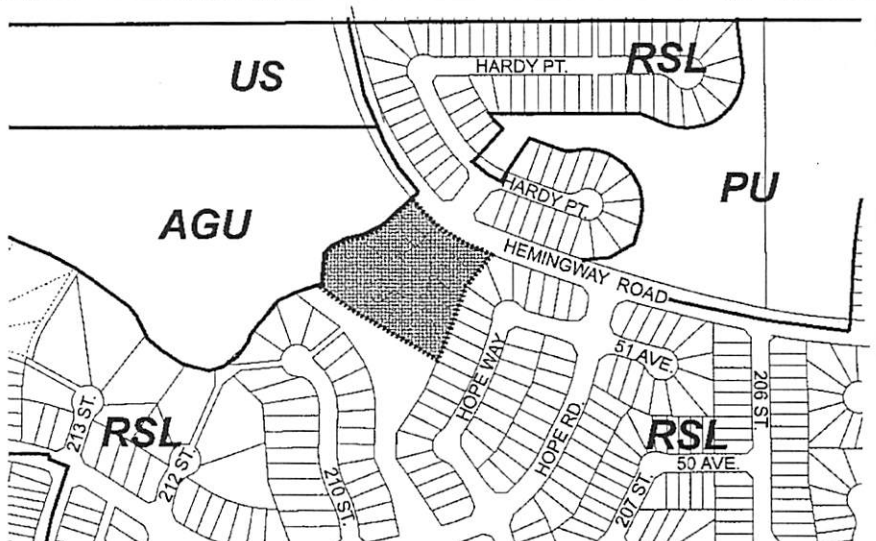 US
HARDY PT.
RSL
AGU
HARDY PT.
PU
HEMINGWAY ROAD
HOPE WAY
51 AVE.
206 ST.
213 ST.
RSL
212 ST.
210 ST.
HOPE RD.
RSL
50 AVE.
207 ST.